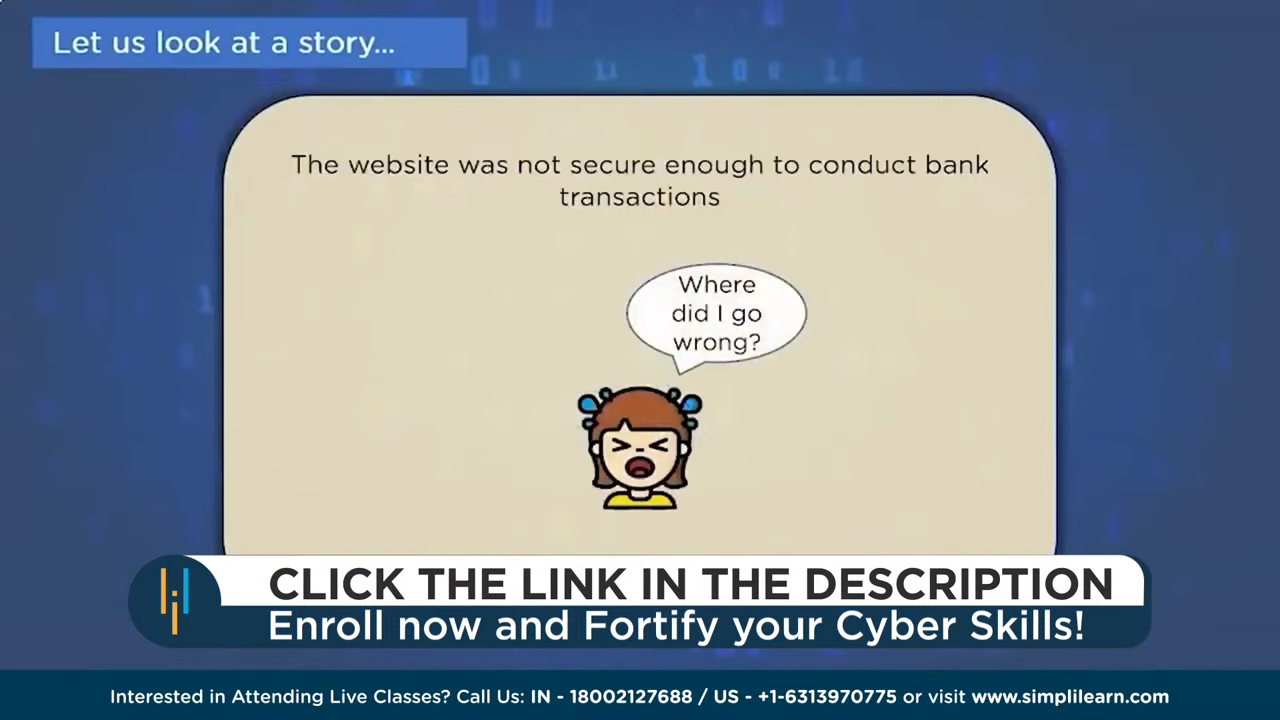 Let us look at a story...
The website was not secure enough to conduct bank
transactions
Where
did I go
wrong?
CLICK THE LINK IN THE DESCRIPTION
Enroll now and Fortify your Cyber Skills!
Interested in Attending Live Classes? Call Us: IN - 18002127688 / US - +1-6313970775 or visit www.simplilearn.com